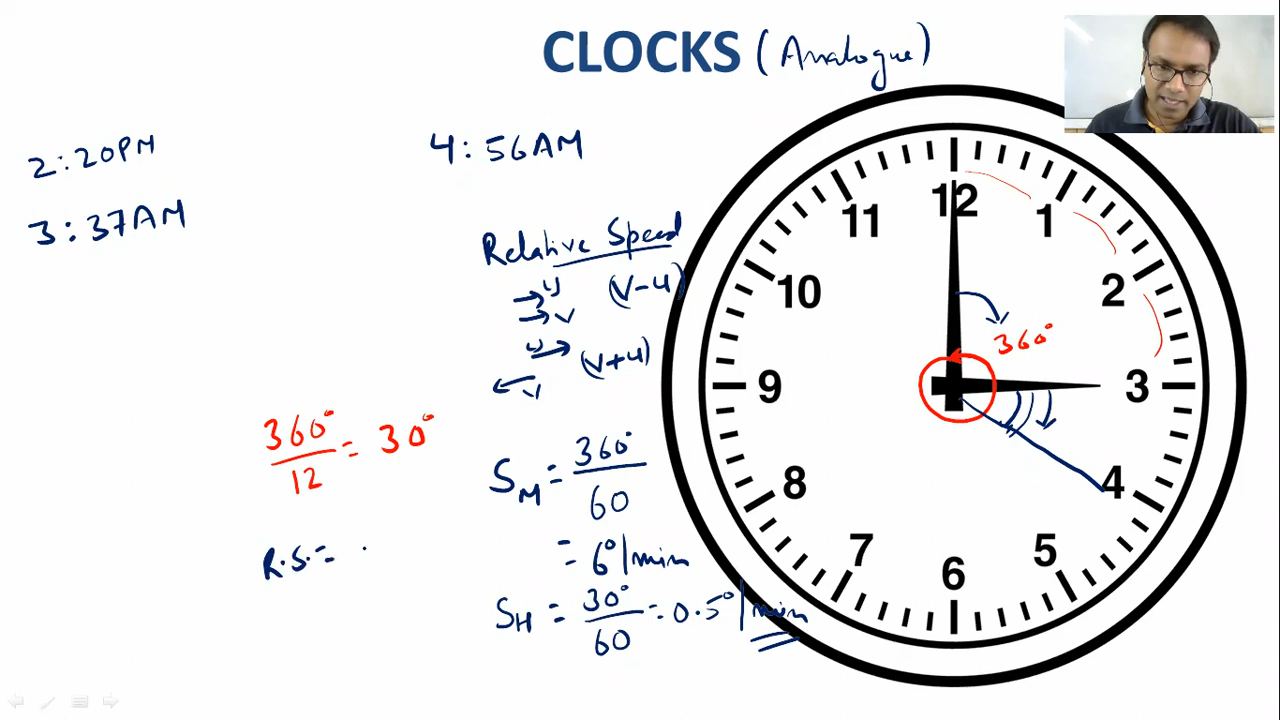 CLOCKS (Analogue)
2:20PM
3:37AM
4:56AM
Relative Speed
u
v
(v-u)
u
v
(v+u)
360°
360°/12 = 30°
S_M = 360°/60
= 6°/min
S_H = 30°/60 = 0.5°/min
R.S. =
12
1
2
3
4
5
6
7
8
9
10
11